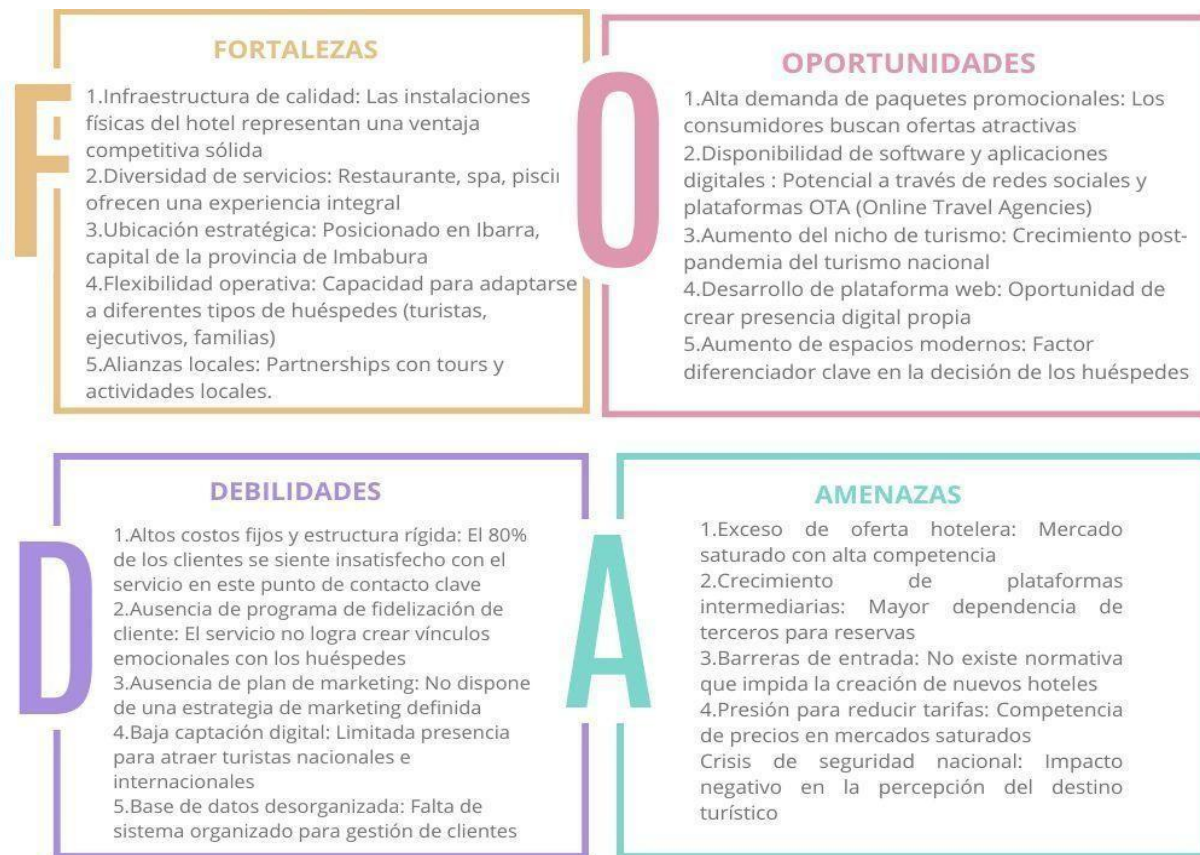 F
FORTALEZAS
1.Infraestructura de calidad: Las instalaciones
físicas del hotel representan una ventaja
competitiva sólida
2.Diversidad de servicios: Restaurante, spa,
ofrecen una experiencia integral
3.Ubicación estratégica: Posicionado en Ibarra,
capital de la provincia de Imbabura
4.Flexibilidad operativa: Capacidad para adaptarse
a diferentes tipos de huéspedes (turistas,
ejecutivos, familias)
5.Alianzas locales: Partnerships con tours y
actividades locales.
O
OPORTUNIDADES
1.Alta demanda de paquetes promocionales: Los
consumidores buscan ofertas atractivas
2.Disponibilidad de software y aplicaciones
digitales : Potencial a través de redes sociales y
plataformas OTA (Online Travel Agencies)
3.Aumento del nicho de turismo: Crecimiento post-
pandemia del turismo nacional
4.Desarrollo de plataforma web: Oportunidad de
crear presencia digital propia
5.Aumento de espacios modernos: Factor
diferenciador clave en la decisión de los huéspedes
D
DEBILIDADES
1.Altos costos fijos y estructura rígida: El 80%
de los clientes se siente insatisfecho con el
servicio en este punto de contacto clave
2.Ausencia de programa de fidelización de
cliente: El servicio no logra crear vínculos
emocionales con los huéspedes
3.Ausencia de plan de marketing: No dispone
de una estrategia de marketing definida
4.Baja captación digital: Limitada presencia
para atraer turistas nacionales e
internacionales
5.Base de datos desorganizada: Falta de
sistema organizado para gestión de clientes
A
AMENAZAS
1.Exceso de oferta hotelera: Mercado
saturado con alta competencia
2.Crecimiento de plataformas
intermediarias: Mayor dependencia de
terceros para reservas
3.Barreras de entrada: No existe normativa
que impida la creación de nuevos hoteles
4.Presión para reducir tarifas: Competencia
de precios en mercados saturados
Crisis de seguridad nacional: Impacto
negativo en la percepción del destino
turístico